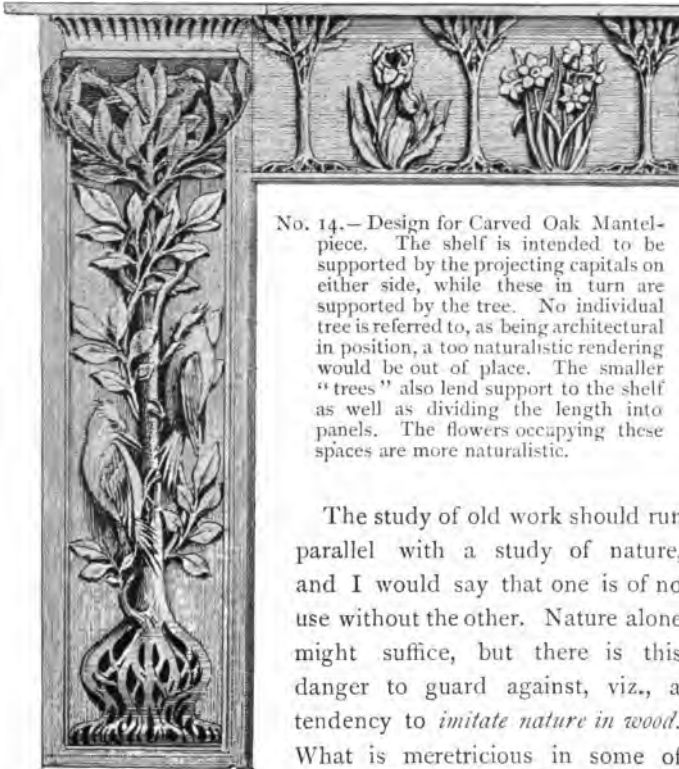 No. 14.—Design for Carved Oak Mantel-
piece. The shelf is intended to be
supported by the projecting capitals on
either side, while these in turn are
supported by the tree. No individual
tree is referred to, as being architectural
in position, a too naturalistic rendering
would be out of place. The smaller
"trees" also lend support to the shelf
as well as dividing the length into
panels. The flowers occupying these
spaces are more naturalistic.
The study of old work should run
parallel with a study of nature,
and I would say that one is of no
use without the other. Nature alone
might suffice, but there is this
danger to guard against, viz., a
tendency to imitate nature in wood.
What is meretricious in some of